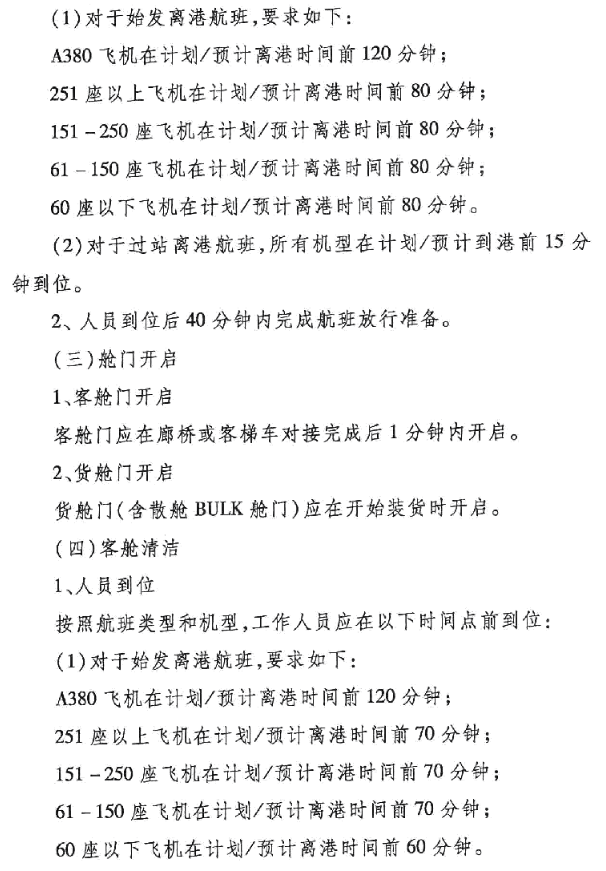 (1)对于始发离港航班,要求如下:
A380 飞机在计划/预计离港时间前 120 分钟;
251 座以上飞机在计划/预计离港时间前 80 分钟;
151-250 座飞机在计划/预计离港时间前 80 分钟;
61-150 座飞机在计划/预计离港时间前 80 分钟;
60 座以下飞机在计划/预计离港时间前 80 分钟。
(2)对于过站离港航班,所有机型在计划/预计到港前 15 分
钟到位。
2、人员到位后 40 分钟内完成航班放行准备。
(三)舱门开启
1、客舱门开启
客舱门应在廊桥或客梯车对接完成后 1 分钟内开启。
2、货舱门开启
货舱门(含散舱 BULK 舱门)应在开始装货时开启。
(四)客舱清洁
1、人员到位
按照航班类型和机型,工作人员应在以下时间点前到位:
(1)对于始发离港航班,要求如下:
A380 飞机在计划/预计离港时间前 120 分钟;
251 座以上飞机在计划/预计离港时间前 70 分钟;
151-250 座飞机在计划/预计离港时间前 70 分钟;
61-150 座飞机在计划/预计离港时间前 70 分钟;
60 座以下飞机在计划/预计离港时间前 60 分钟。